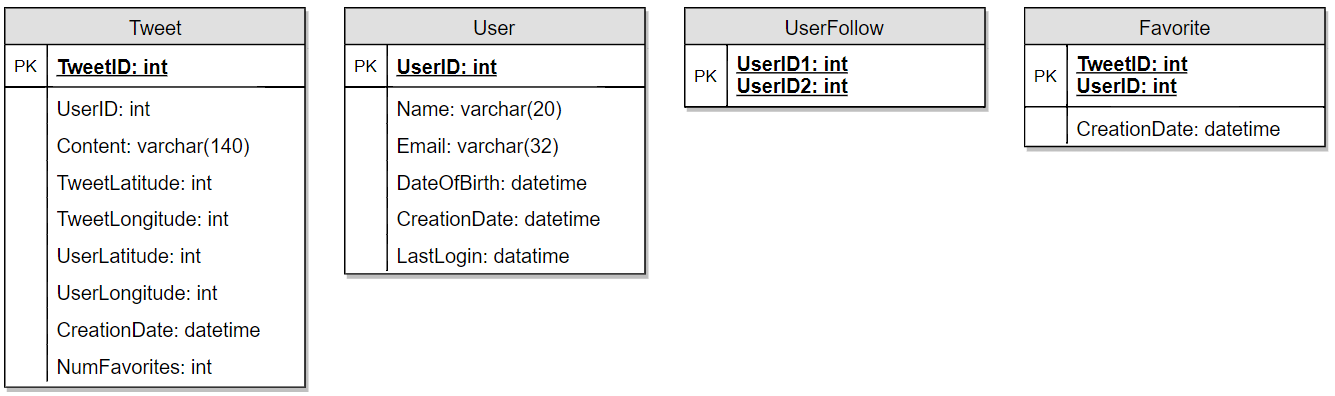 Tweet
PK
TweetID: int
UserID: int
Content: varchar(140)
TweetLatitude: int
TweetLongitude: int
UserLatitude: int
UserLongitude: int
CreationDate: datetime
NumFavorites: int
User
PK
UserID: int
Name: varchar(20)
Email: varchar(32)
DateOfBirth: datetime
CreationDate: datetime
LastLogin: datatime
UserFollow
PK
UserID1: int
UserID2: int
Favorite
PK
TweetID: int
UserID: int
CreationDate: datetime